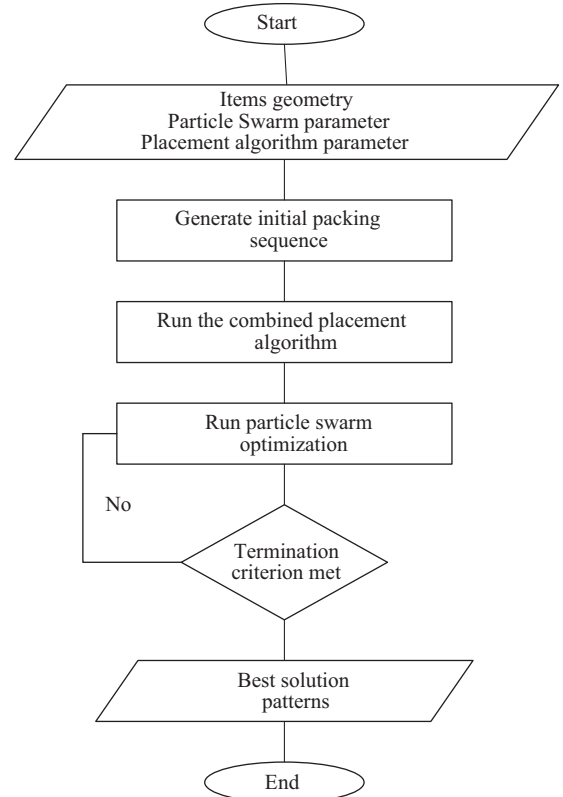 Start
Items geometry
Particle Swarm parameter
Placement algorithm parameter
Generate initial packing
sequence
Run the combined placement
algorithm
Run particle swarm
optimization
No
Termination
criterion met
Best solution
patterns
End